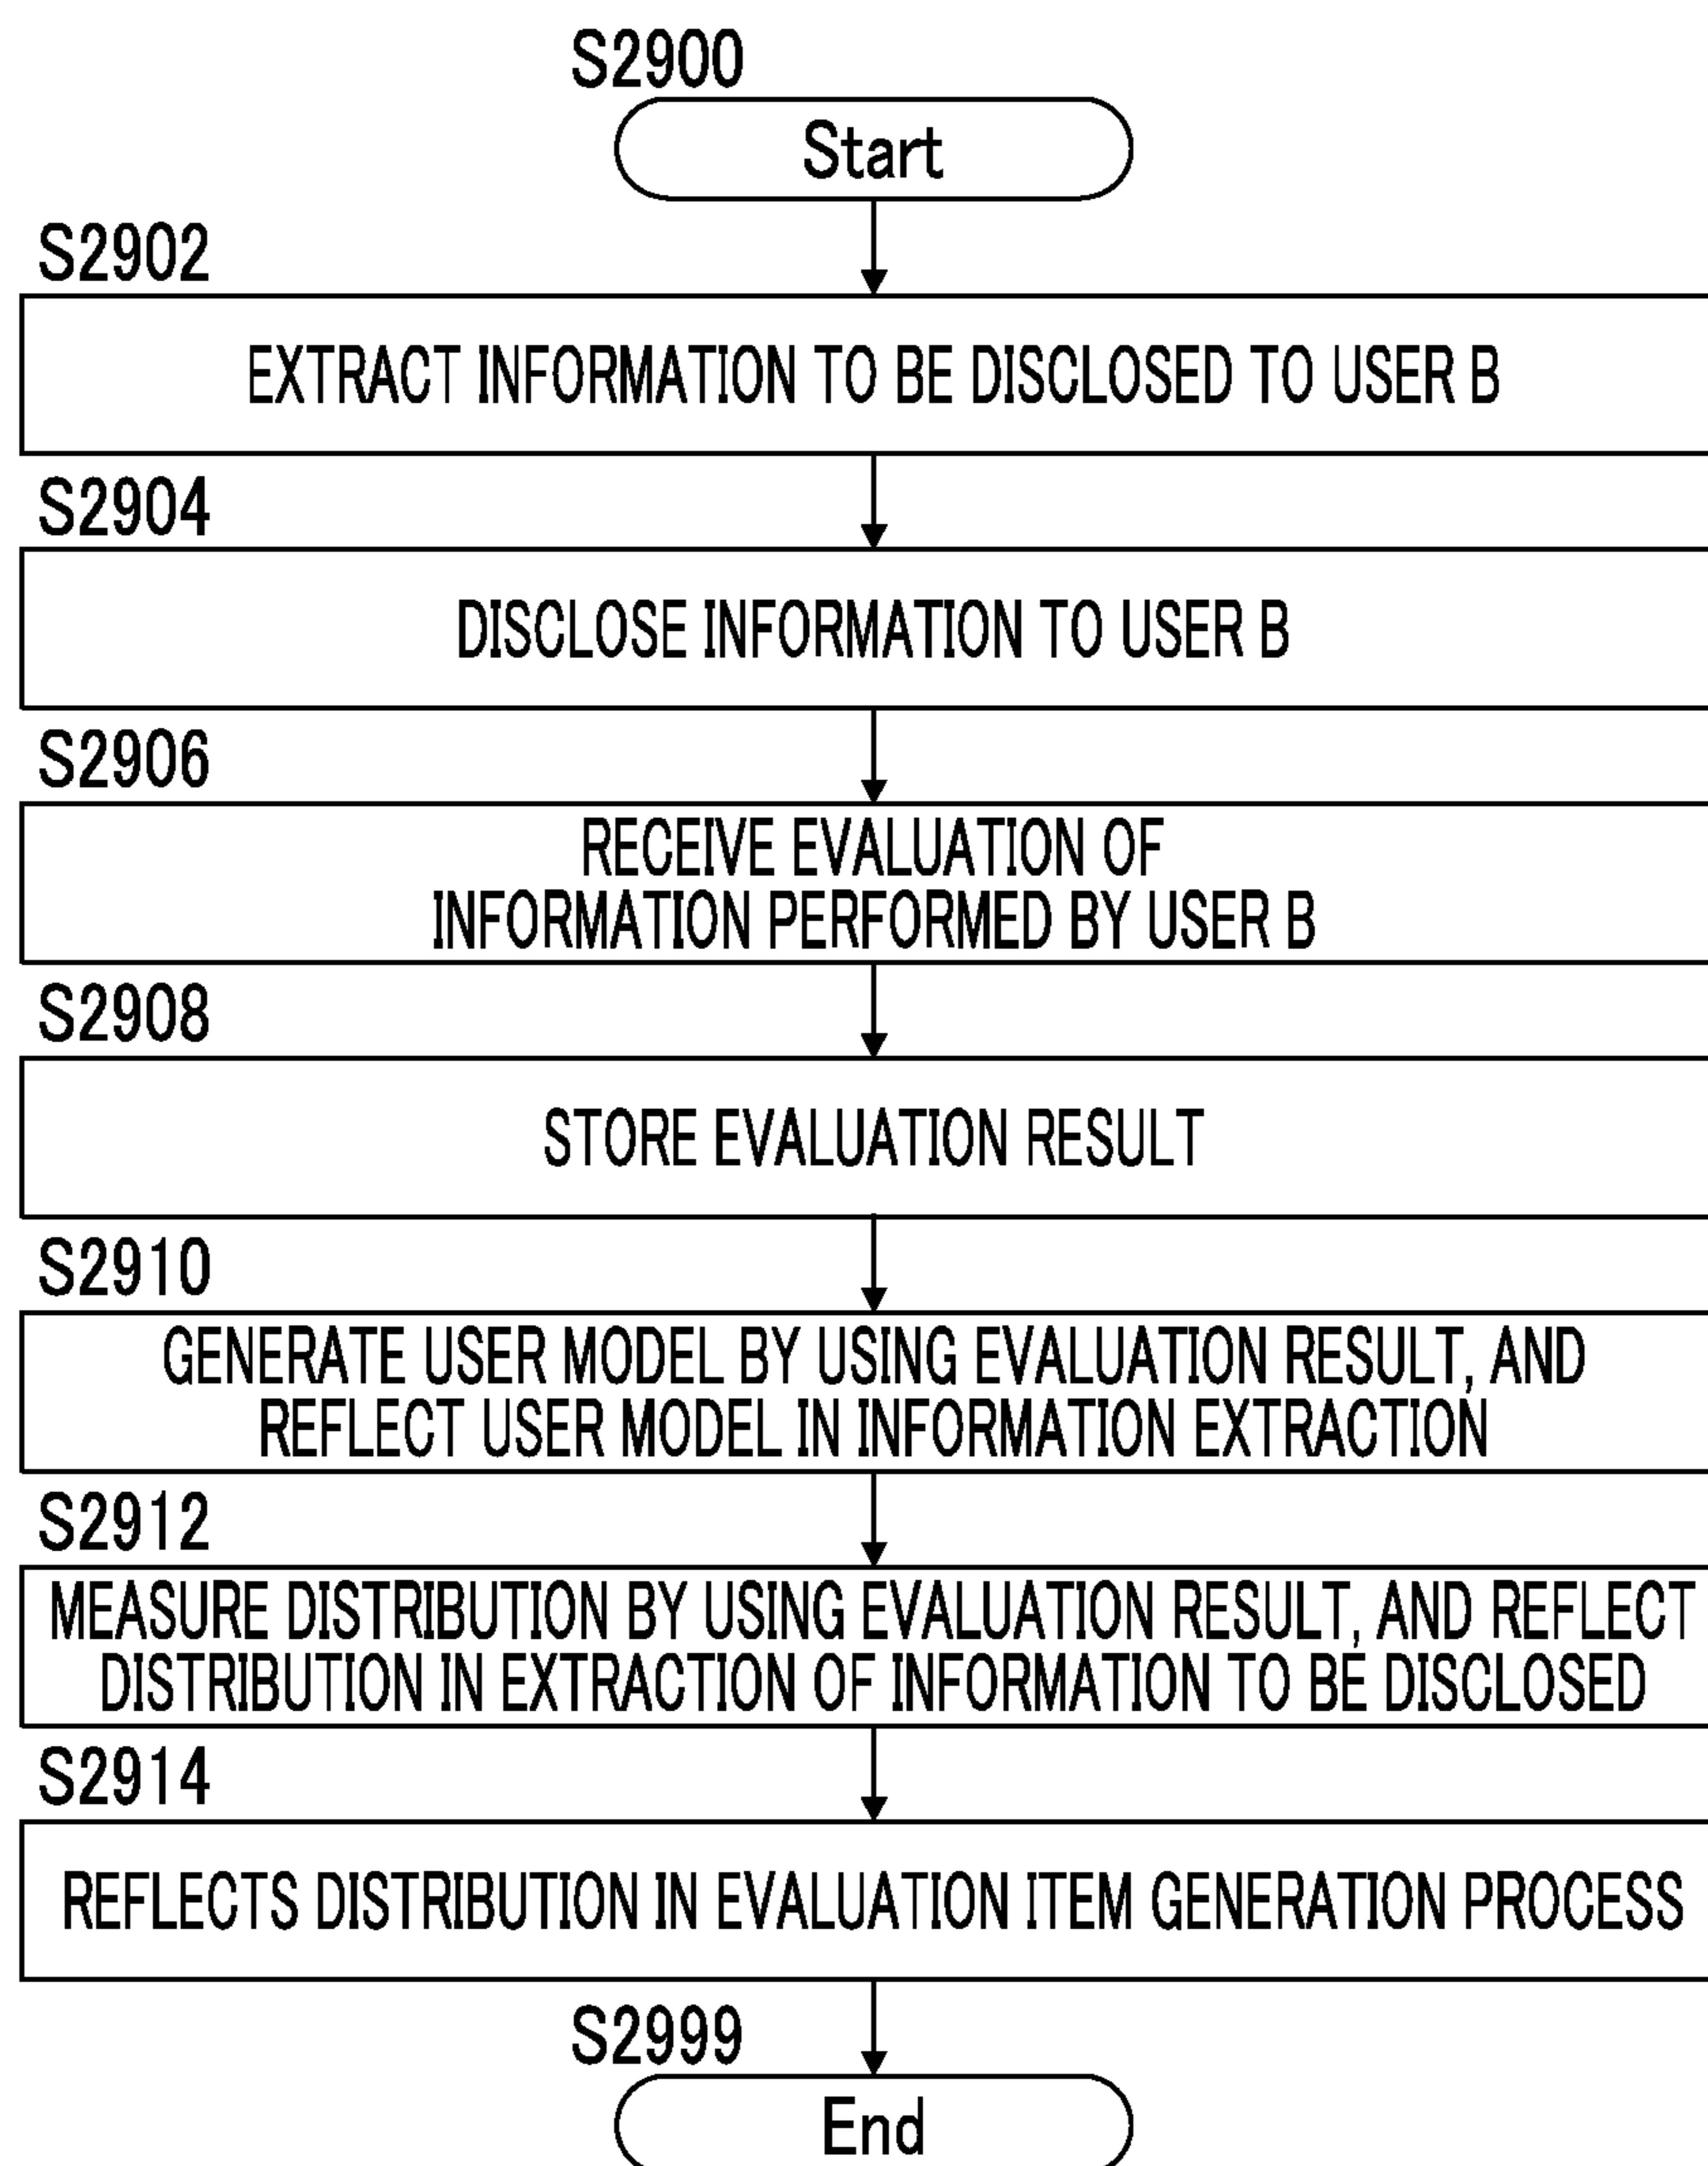 S2900
Start
S2902
EXTRACT INFORMATION TO BE DISCLOSED TO USER B
S2904
DISCLOSE INFORMATION TO USER B
S2906
RECEIVE EVALUATION OF
INFORMATION PERFORMED BY USER B
S2908
STORE EVALUATION RESULT
S2910
GENERATE USER MODEL BY USING EVALUATION RESULT, AND
REFLECT USER MODEL IN INFORMATION EXTRACTION
S2912
MEASURE DISTRIBUTION BY USING EVALUATION RESULT, AND REFLECT
DISTRIBUTION IN EXTRACTION OF INFORMATION TO BE DISCLOSED
S2914
REFLECTS DISTRIBUTION IN EVALUATION ITEM GENERATION PROCESS
S2999
End